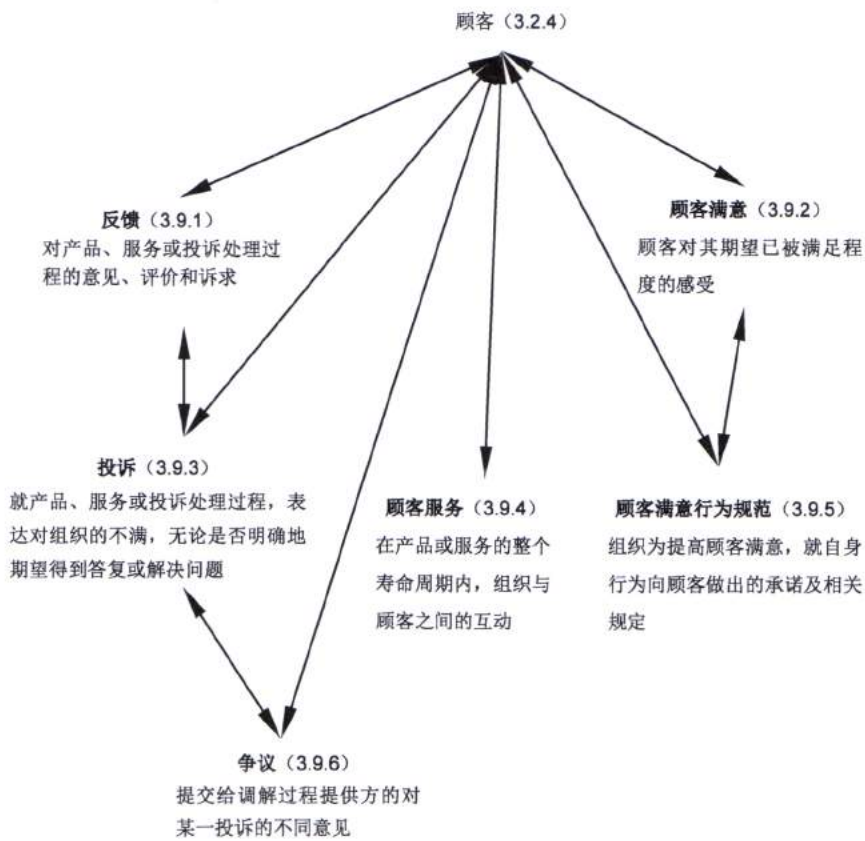 顾客（3.2.4）
反馈（3.9.1）
对产品、服务或投诉处理过
程的意见、评价和诉求
顾客满意（3.9.2）
顾客对其期望已被满足程
度的感受
投诉（3.9.3）
就产品、服务或投诉处理过程，表
达对组织的不满，无论是否明确地
期望得到答复或解决问题
顾客服务（3.9.4）
在产品或服务的整个
寿命周期内，组织与
顾客之间的互动
顾客满意行为规范（3.9.5）
组织为提高顾客满意，就自身
行为向顾客做出的承诺及相关
规定
争议（3.9.6）
提交给调解过程提供方的对
某一投诉的不同意见